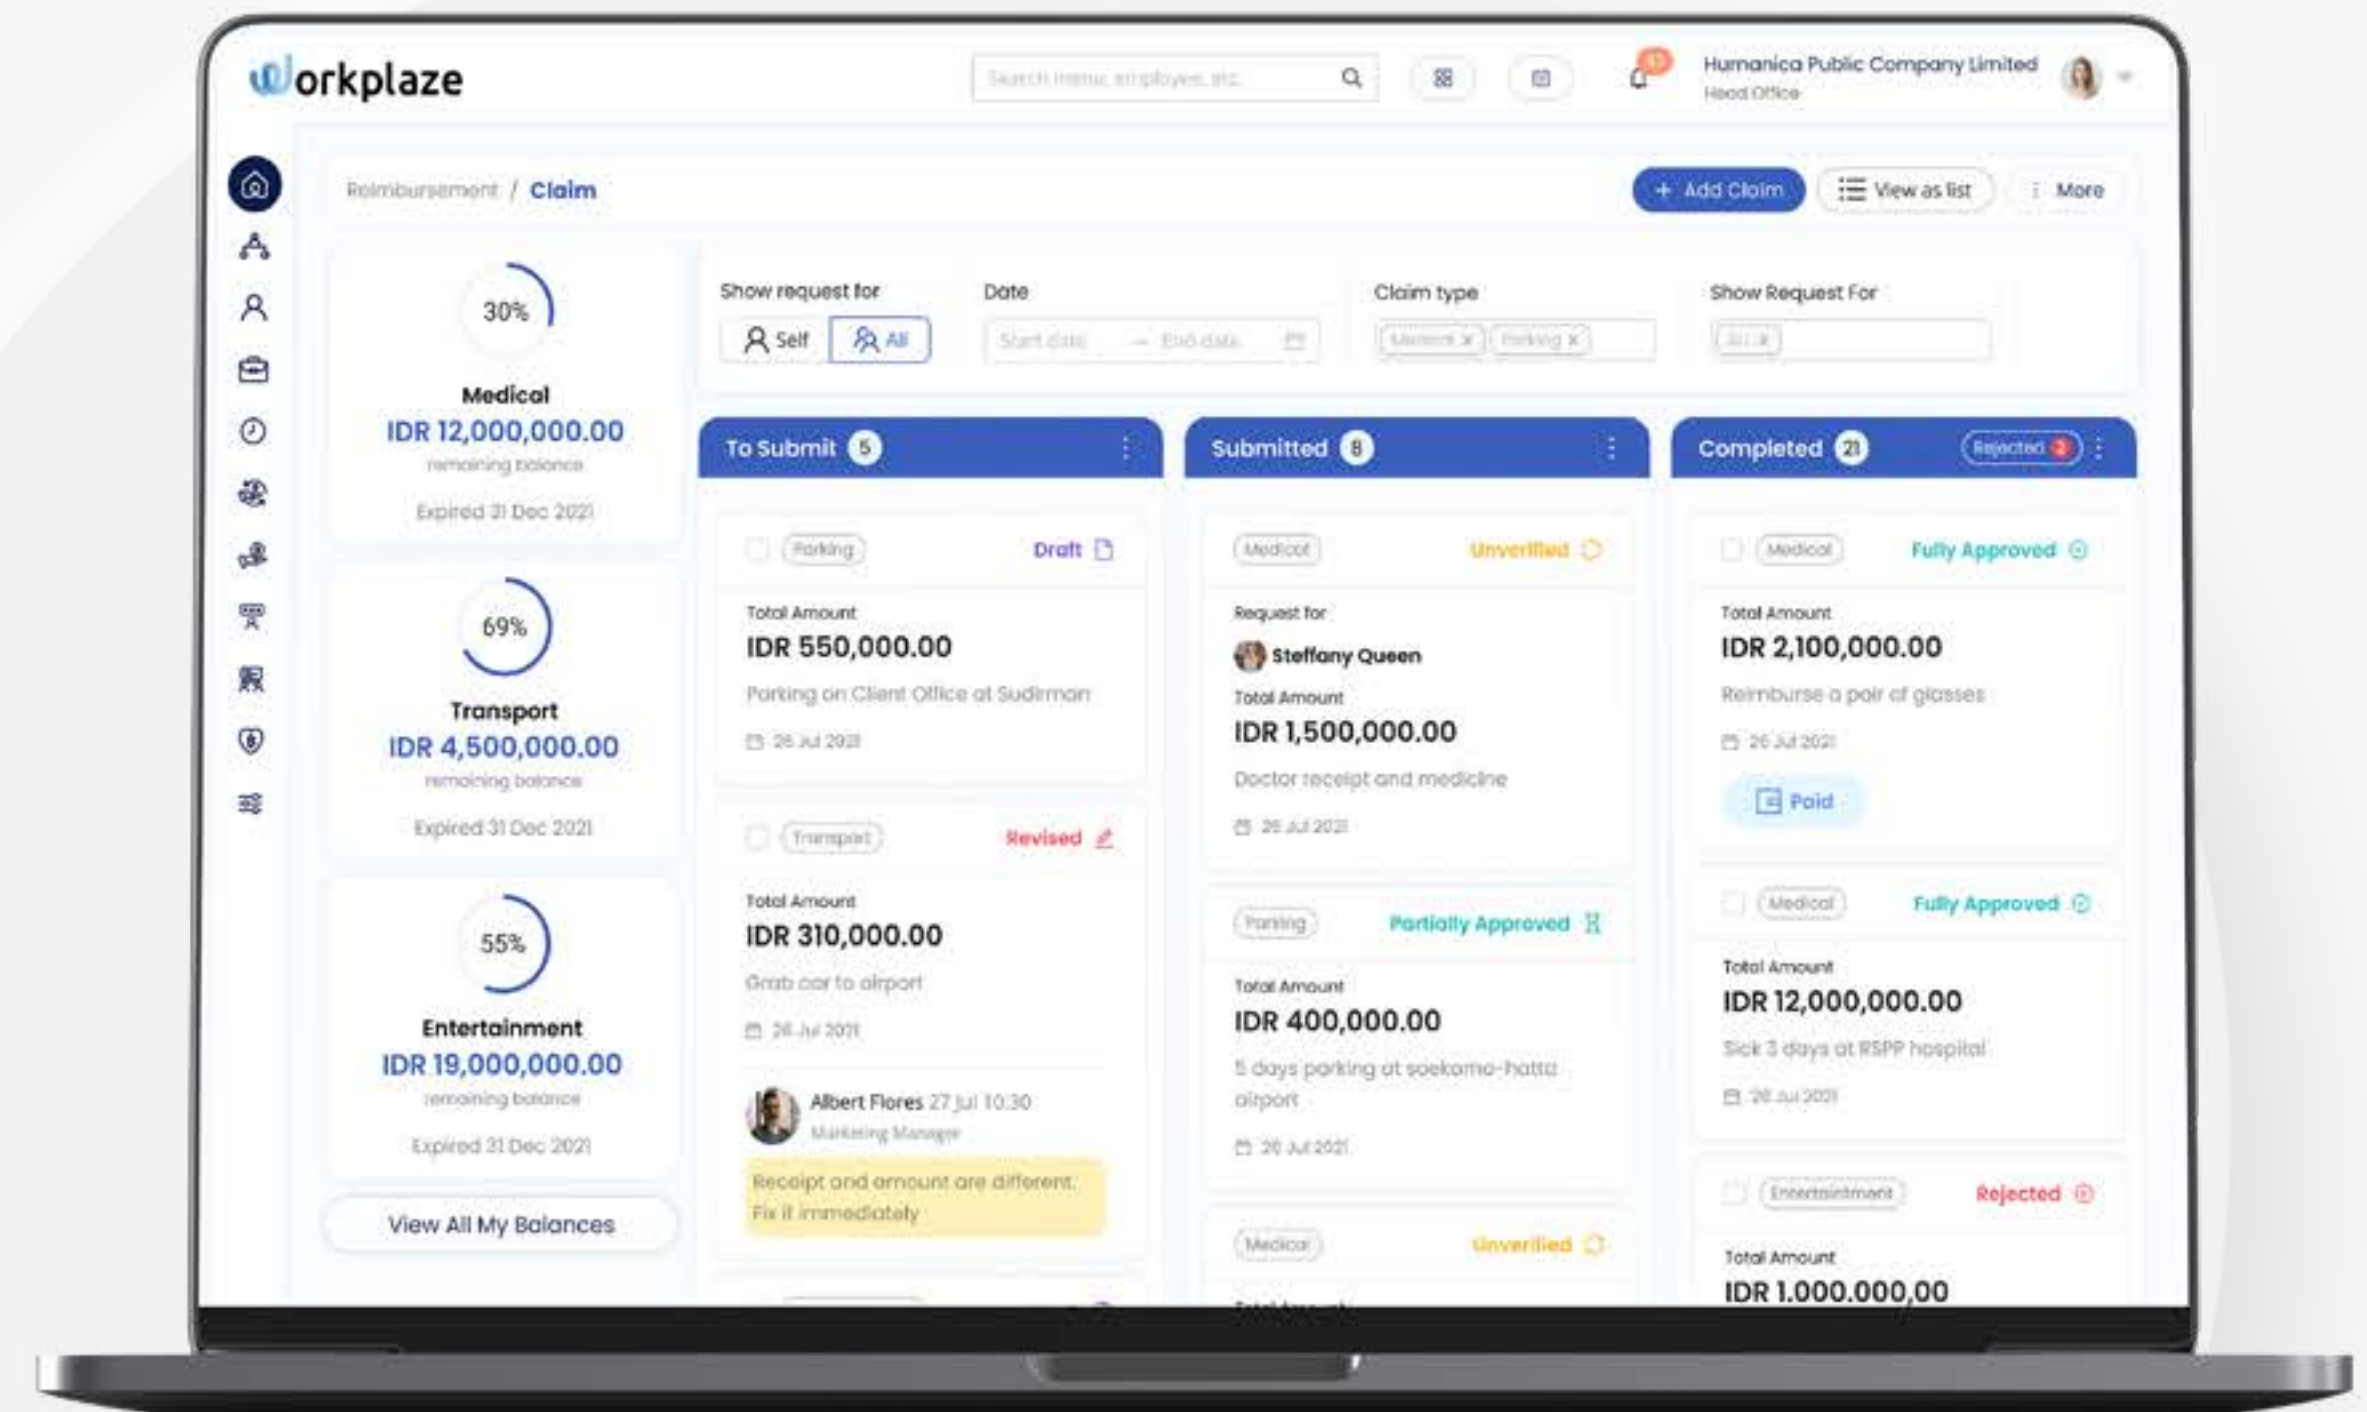 Workplaze
Search menu, employee, etc.
Humanica Public Company Limited
Head Office
Reimbursement / Claim
+ Add Claim
View as list
More
30%
Medical
IDR 12,000,000.00
remaining balance
Expired 31 Dec 2021
69%
Transport
IDR 4,500,000.00
remaining balance
Expired 31 Dec 2021
55%
Entertainment
IDR 19,000,000.00
remaining balance
Expired 31 Dec 2021
View All My Balances
Show request for
Self
All
Date
Start date
End date
Claim type
Medical x
Parking x
Show Request For
To Submit 5
Parking
Draft
Total Amount
IDR 550,000.00
Parking on Client Office at Sudirman
26 Jul 2021
Transport
Revised
Total Amount
IDR 310,000.00
Grab car to airport
26 Jul 2021
Albert Flores 27 Jul 10:30
Marketing Manager
Receipt and amount are different.
Fix it immediately
Submitted 8
Medical
Unverified
Request for
Steffany Queen
Total Amount
IDR 1,500,000.00
Doctor receipt and medicine
26 Jul 2021
Parking
Partially Approved
Total Amount
IDR 400,000.00
5 days parking at soekarno-hatta
airport
26 Jul 2021
Medical
Unverified
Total Amount
Completed 21
Rejected 2
Medical
Fully Approved
Total Amount
IDR 2,100,000.00
Reimburse a pair of glasses
26 Jul 2021
Paid
Medical
Fully Approved
Total Amount
IDR 12,000,000.00
Sick 3 days at RSPP hospital
26 Jul 2021
Entertaintment
Rejected
Total Amount
IDR 1.000.000,00